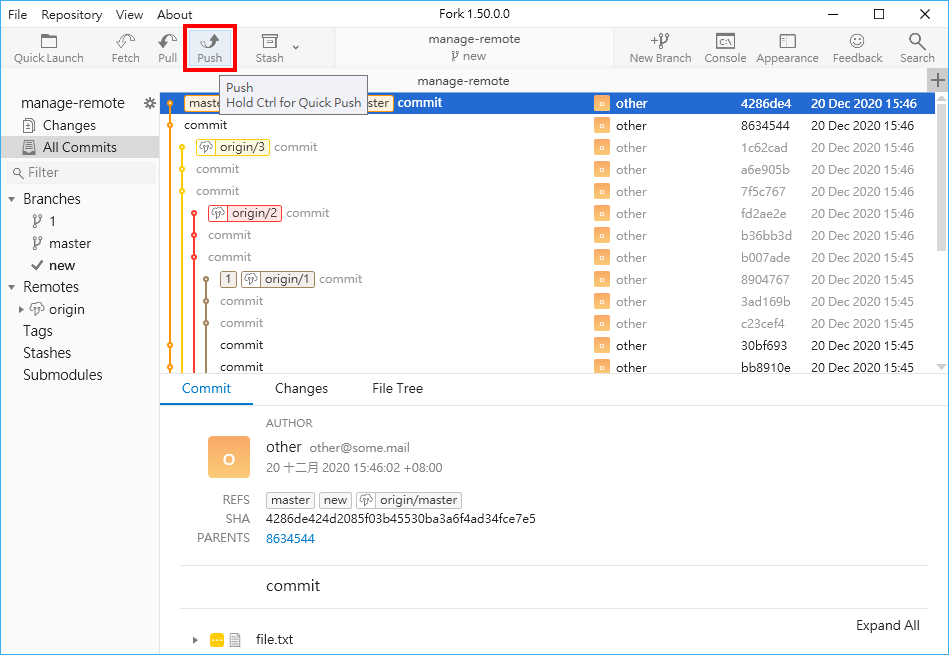 File Repository View About Fork 1.50.0.0
Quick Launch Fetch Pull Push Stash manage-remote new New Branch Console Appearance Feedback Search
manage-remote
Push
Hold Ctrl for Quick Push
manage-remote
Changes
All Commits
Filter
Branches
1
master
new
Remotes
origin
Tags
Stashes
Submodules
commit other 4286de4 20 Dec 2020 15:46
commit other 8634544 20 Dec 2020 15:46
origin/3 commit other 1c62cad 20 Dec 2020 15:46
commit other a6e905b 20 Dec 2020 15:46
commit other 7f5c767 20 Dec 2020 15:46
origin/2 commit other fd2ae2e 20 Dec 2020 15:46
commit other b36bb3d 20 Dec 2020 15:46
commit other b007ade 20 Dec 2020 15:46
1 origin/1 commit other 8904767 20 Dec 2020 15:45
commit other 3ad169b 20 Dec 2020 15:45
commit other c23cef4 20 Dec 2020 15:45
commit other 30bf693 20 Dec 2020 15:45
commit other bb8910e 20 Dec 2020 15:45
Commit Changes File Tree
AUTHOR
o other other@some.mail
20 十二月 2020 15:46:02 +08:00
REFS master new origin/master
SHA 4286de424d2085f03b45530ba3a6f4ad34fce7e5
PARENTS 8634544
commit
Expand All
file.txt